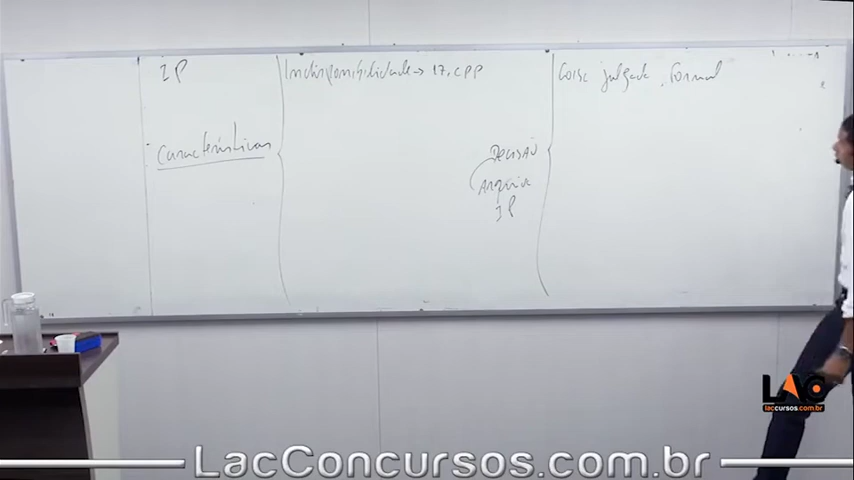 IP
Características
Indisponibilidade → 17, CPP
DECISÃO
Arquiva
IP
Coisa julgada . Formal
LAC
laccursos.com.br
LacConcursos.com.br